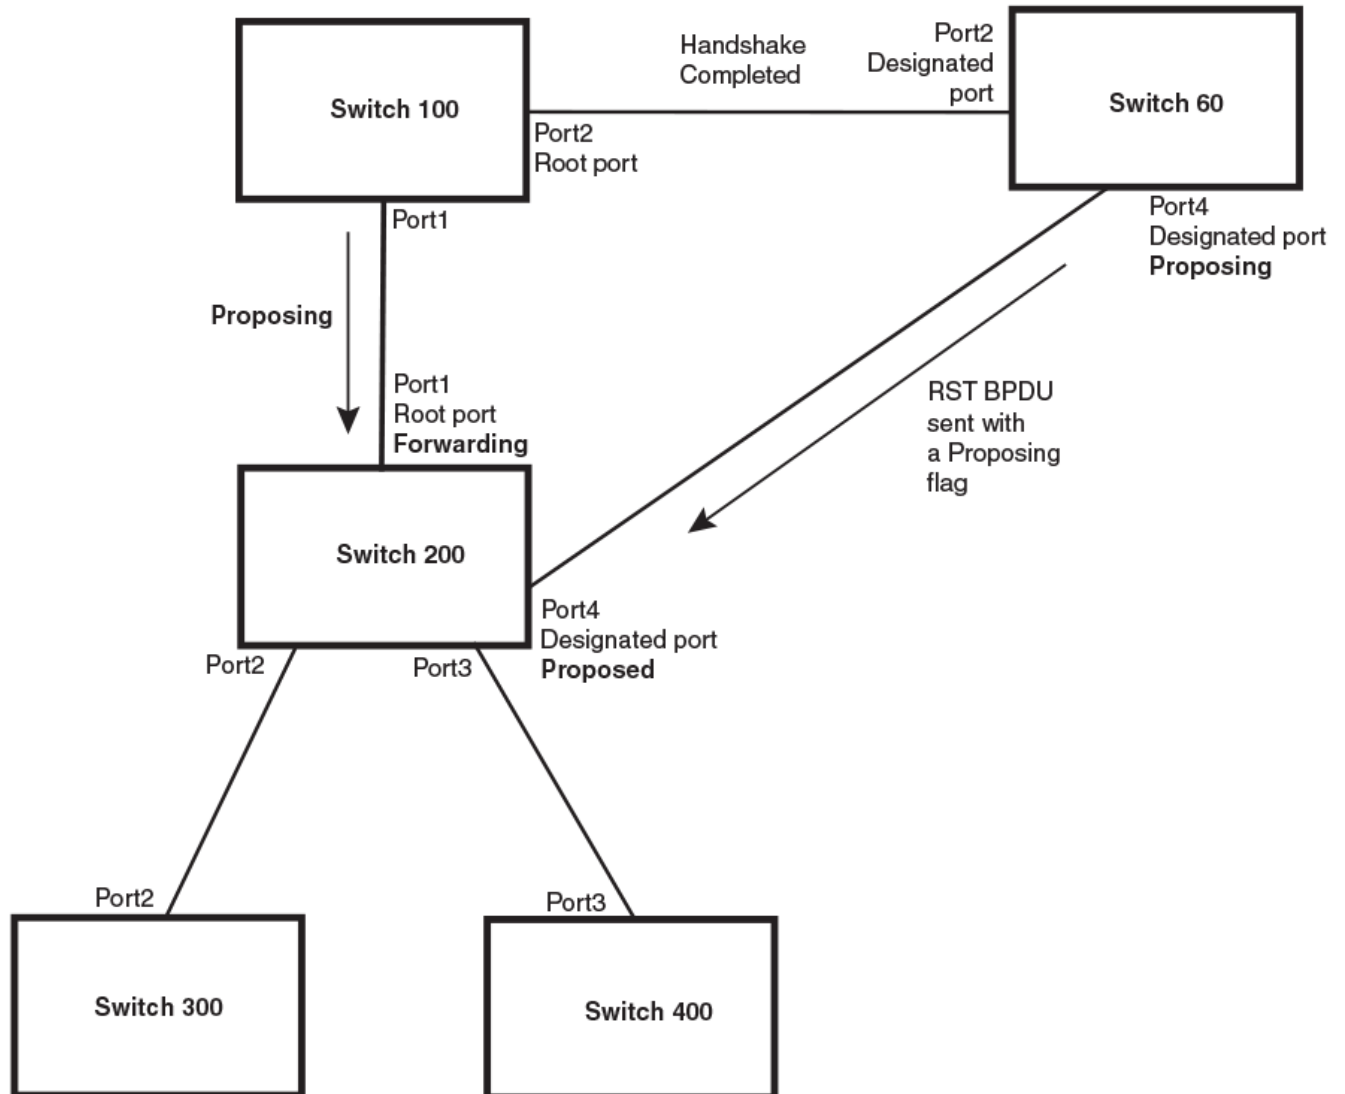 Handshake
Completed
Port2
Designated
port
Switch 100
Switch 60
Port2
Root port
Port1
Port4
Designated port
Proposing
Proposing
Port1
Root port
Forwarding
RST BPDU
sent with
a Proposing
flag
Switch 200
Port4
Designated port
Proposed
Port2
Port3
Port2
Port3
Switch 300
Switch 400